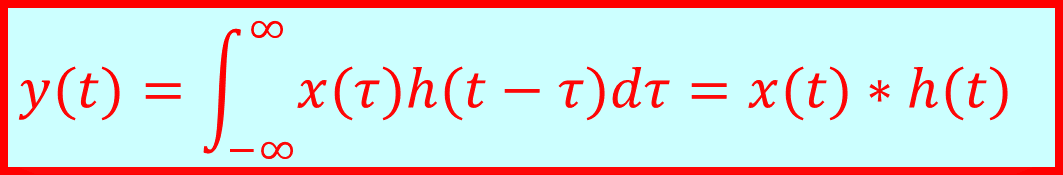 y(t) = ∫_{-∞}^{∞} x(τ)h(t − τ)dτ = x(t) ∗ h(t)